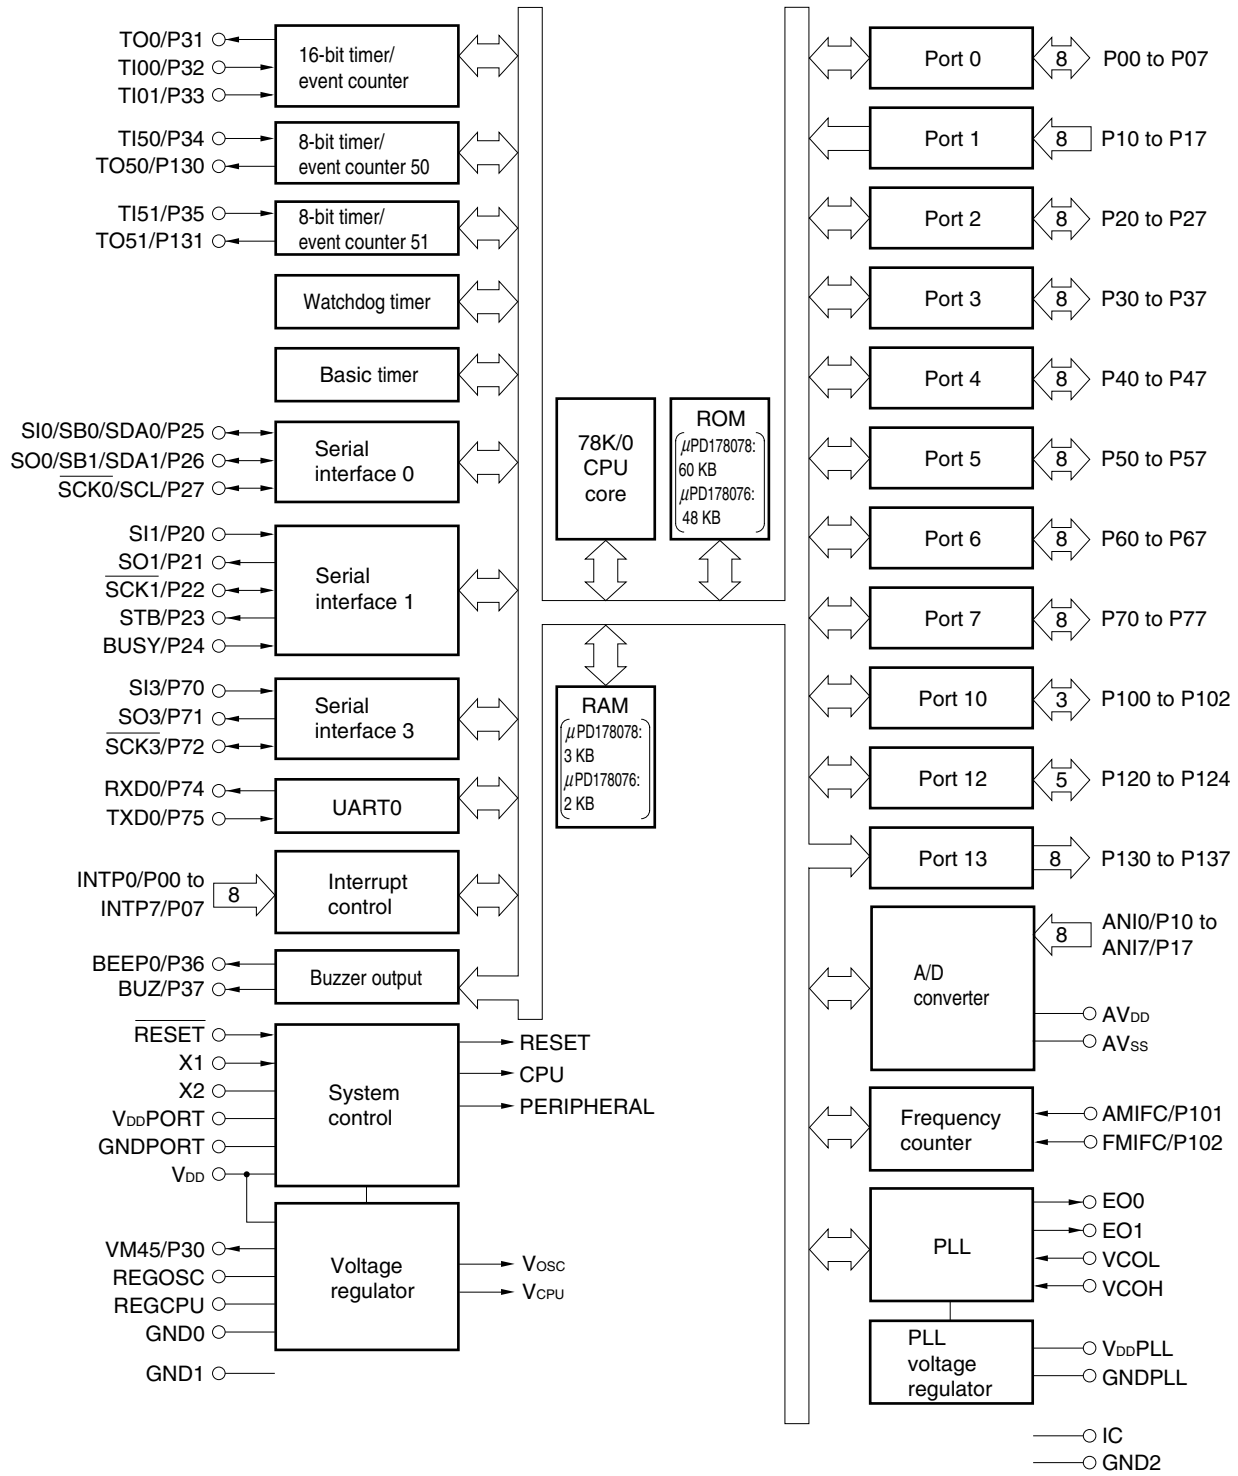 TO0/P31
TI00/P32
TI01/P33
16-bit timer/
event counter
TI50/P34
TO50/P130
8-bit timer/
event counter 50
TI51/P35
TO51/P131
8-bit timer/
event counter 51
Watchdog timer
Basic timer
SI0/SB0/SDA0/P25
SO0/SB1/SDA1/P26
SCK0/SCL/P27
Serial
interface 0
SI1/P20
SO1/P21
SCK1/P22
STB/P23
BUSY/P24
Serial
interface 1
SI3/P70
SO3/P71
SCK3/P72
Serial
interface 3
RXD0/P74
TXD0/P75
UART0
INTP0/P00 to
INTP7/P07
8
Interrupt
control
BEEP0/P36
BUZ/P37
Buzzer output
RESET
X1
X2
VDDPORT
GNDPORT
VDD
System
control
RESET
CPU
PERIPHERAL
VM45/P30
REGOSC
REGCPU
GND0
GND1
Voltage
regulator
VOSC
VCPU
78K/0
CPU
core
ROM
μPD178078:
60 KB
μPD178076:
48 KB
RAM
μPD178078:
3 KB
μPD178076:
2 KB
Port 0
8
P00 to P07
Port 1
8
P10 to P17
Port 2
8
P20 to P27
Port 3
8
P30 to P37
Port 4
8
P40 to P47
Port 5
8
P50 to P57
Port 6
8
P60 to P67
Port 7
8
P70 to P77
Port 10
3
P100 to P102
Port 12
5
P120 to P124
Port 13
8
P130 to P137
A/D
converter
8
ANI0/P10 to
ANI7/P17
AVDD
AVSS
Frequency
counter
AMIFC/P101
FMIFC/P102
PLL
EO0
EO1
VCOL
VCOH
PLL
voltage
regulator
VDDPLL
GNDPLL
IC
GND2